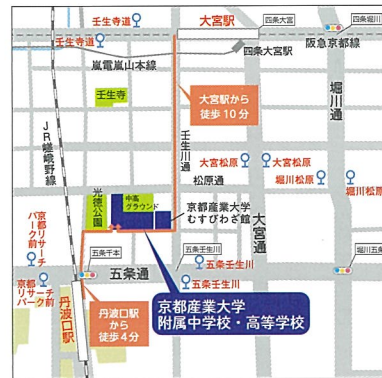 壬生寺道
大宮駅
四条大宮
四条堀川
壬生寺道
四条大宮駅
阪急京都線
嵐電嵐山本線
壬生寺
大宮駅から
徒歩10分
堀川通
JR嵯峨野線
壬生川通
大宮松原
大宮松原
松原通
堀川松原
堀川松原
光徳公園
中高
グラウンド
京都産業大学
むすびわざ館
大宮通
京都リサーチ
パーク前
五条千本
五条壬生川
堀川五条
五条通
五条壬生川
五条壬生川
京都リサーチ
パーク前
丹波口駅
丹波口駅
から
徒歩4分
京都産業大学
附属中学校・高等学校